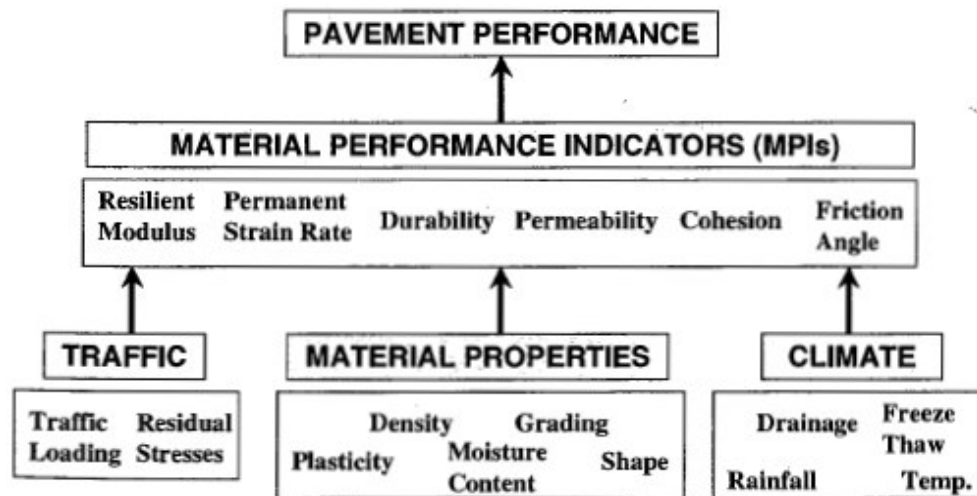 PAVEMENT PERFORMANCE
MATERIAL PERFORMANCE INDICATORS (MPIs)
Resilient Modulus
Permanent Strain Rate
Durability
Permeability
Cohesion
Friction Angle
TRAFFIC
Traffic Loading
Residual Stresses
MATERIAL PROPERTIES
Density
Grading
Plasticity
Moisture Content
Shape
CLIMATE
Drainage
Freeze Thaw
Rainfall
Temp.